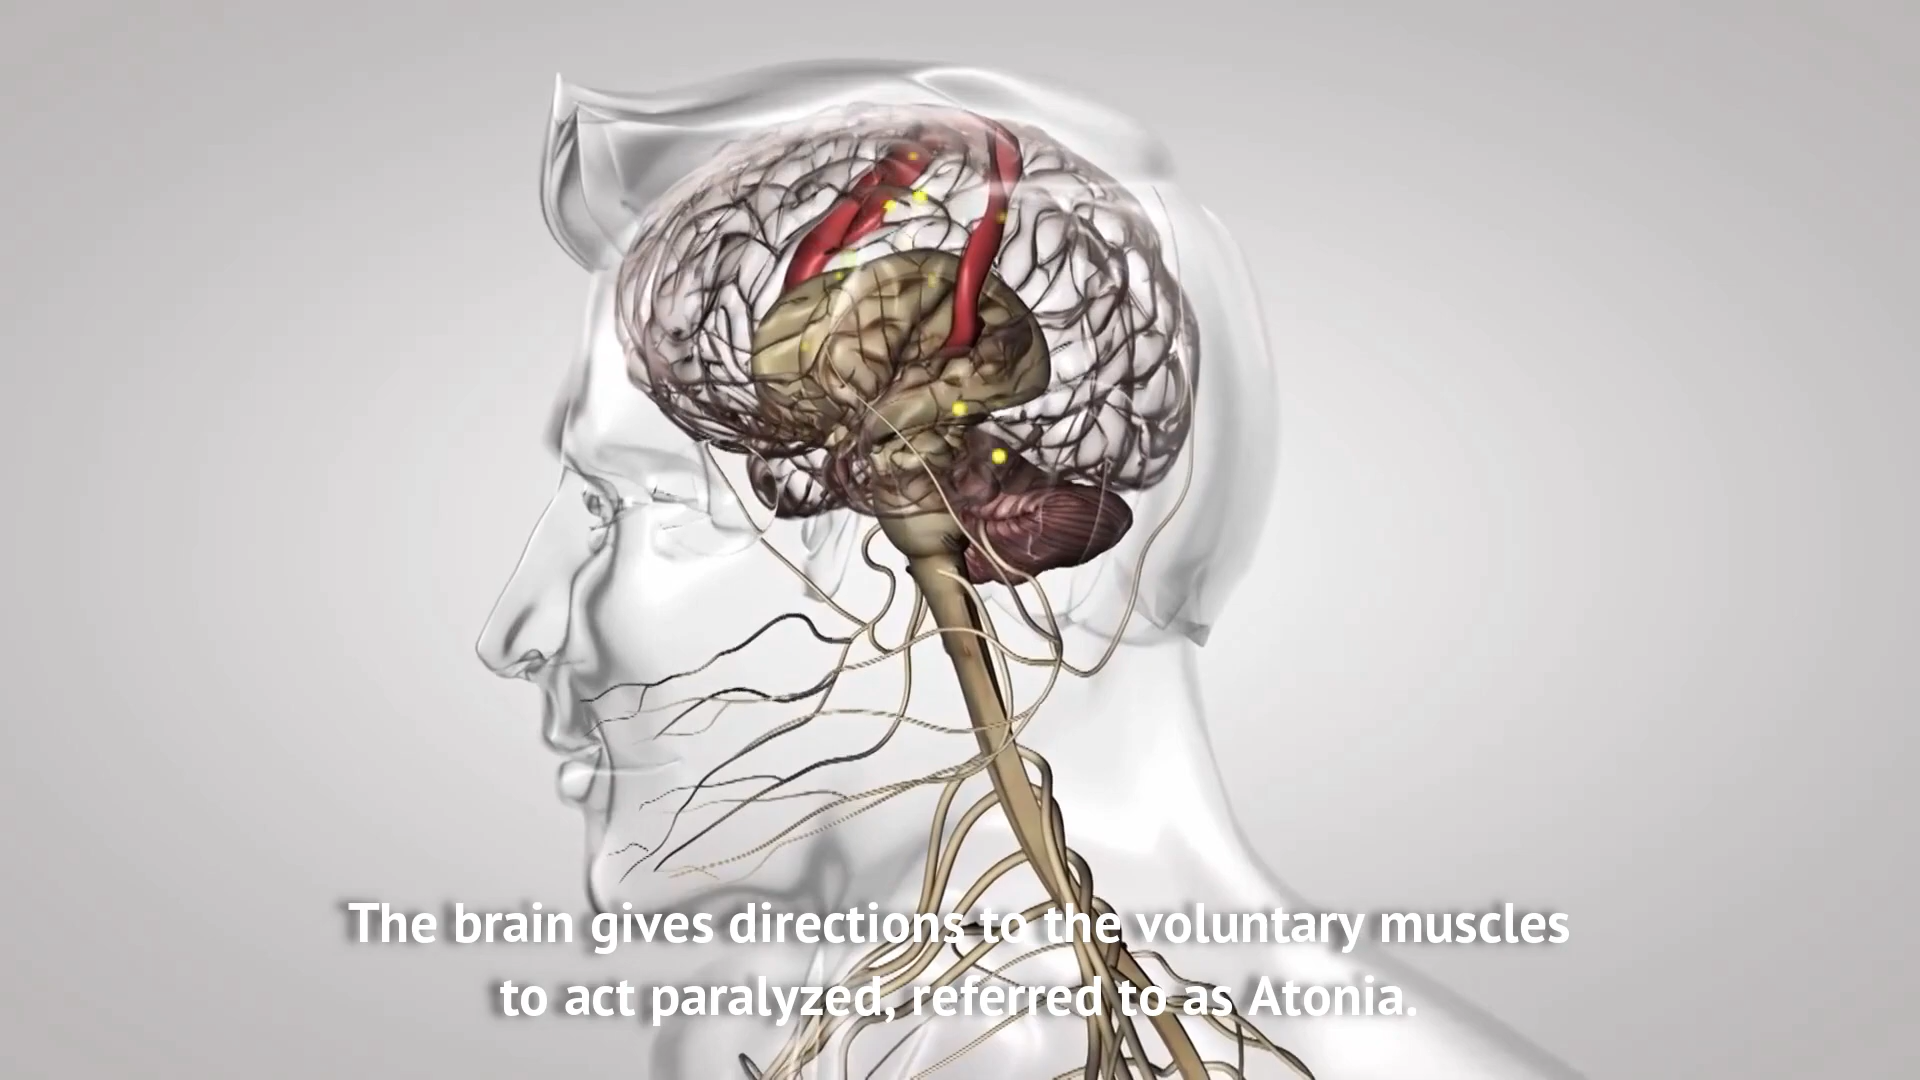 The brain gives directions to the voluntary muscles
to act paralyzed, referred to as Atonia.